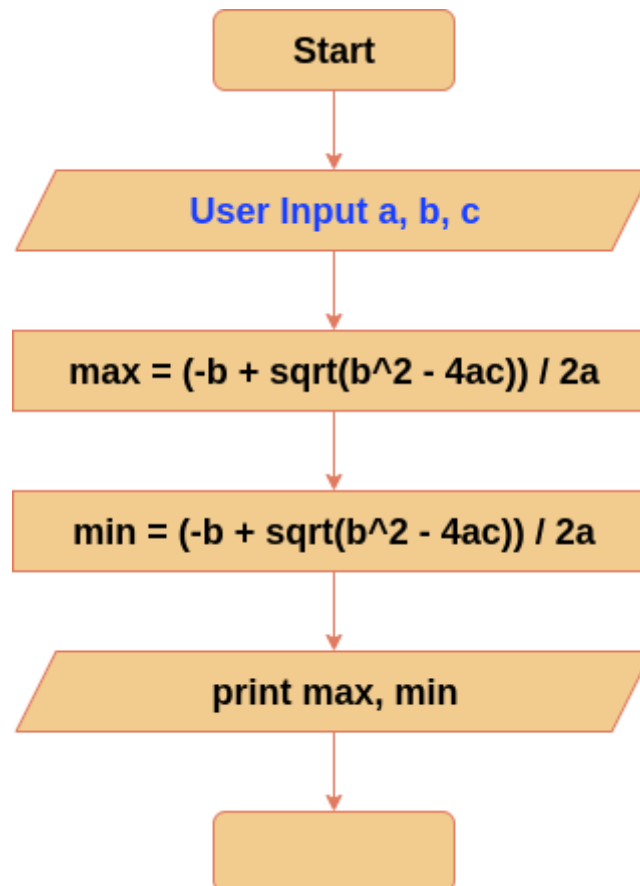 Start
User Input a, b, c
max = (-b + sqrt(b^2 - 4ac)) / 2a
min = (-b + sqrt(b^2 - 4ac)) / 2a
print max, min